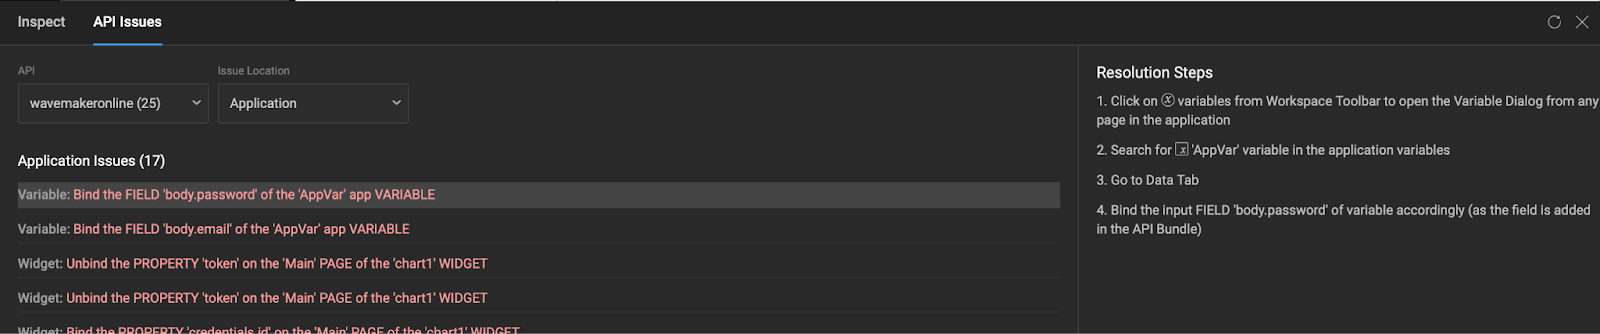 Inspect
API Issues
API
Issue Location
wavemakeronline (25)
Application
Application Issues (17)
Variable: Bind the FIELD 'body.password' of the 'AppVar' app VARIABLE
Variable: Bind the FIELD 'body.email' of the 'AppVar' app VARIABLE
Widget: Unbind the PROPERTY 'token' on the 'Main' PAGE of the 'chart1' WIDGET
Widget: Unbind the PROPERTY 'token' on the 'Main' PAGE of the 'chart1' WIDGET
Widget: Bind the PROPERTY 'credentials.id' on the 'Main' PAGE of the 'chart1' WIDGET
Resolution Steps
1. Click on x variables from Workspace Toolbar to open the Variable Dialog from any
page in the application
2. Search for x 'AppVar' variable in the application variables
3. Go to Data Tab
4. Bind the input FIELD 'body.password' of variable accordingly (as the field is added
in the API Bundle)